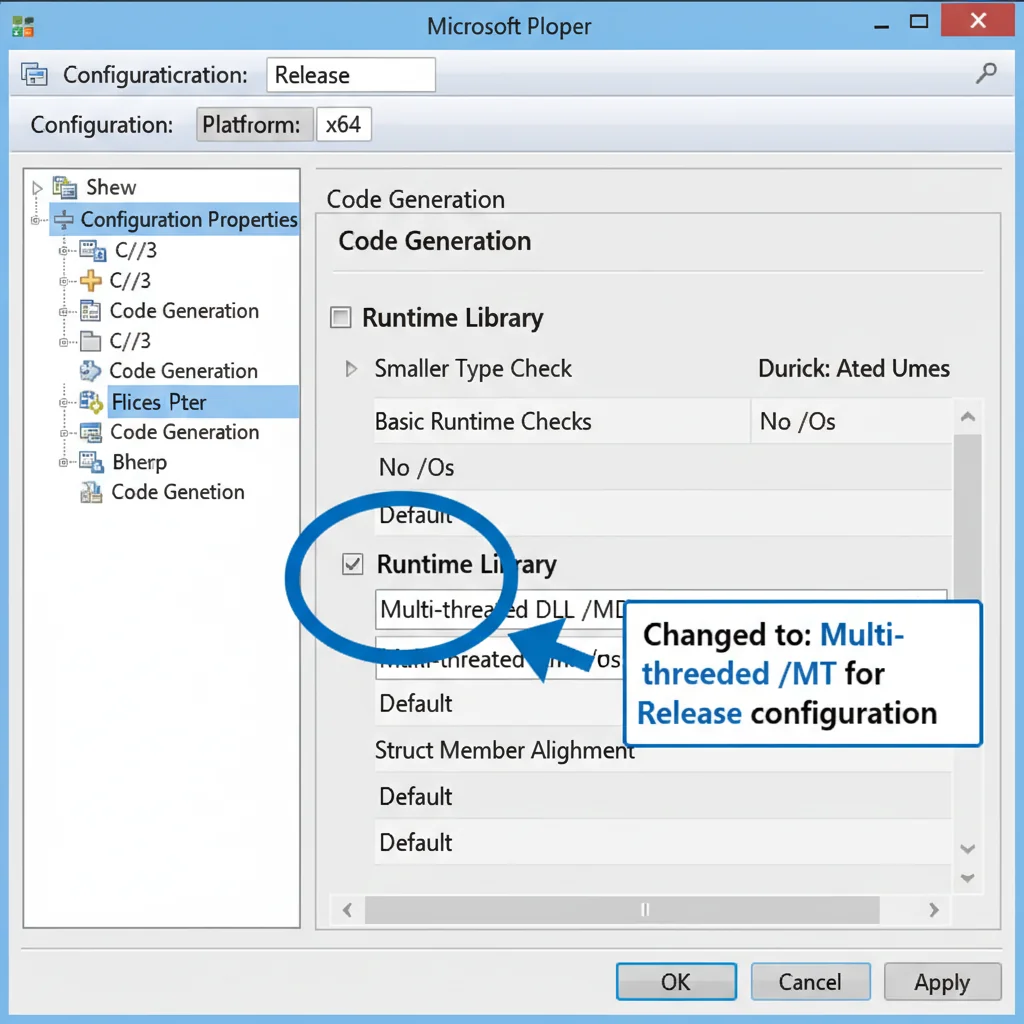 Microsoft Ploper
Configuraticration: Release
Configuration: Platfrorm: x64
Shew
Configuration Properties
C//3
C//3
Code Generation
C//3
Code Generation
Flices Pter
Code Generation
Bherp
Code Genetion
Code Generation
Code Generation
Runtime Library
Smaller Type Check Durick: Ated Umes
Basic Runtime Checks No /Os
No /Os
Default
Runtime Library
Multi-threated DLL /MD
Multi-threated /os
Default
Struct Member Alighment
Default
Default
Changed to: Multi-
threeded /MT for
Release configuration
OK Cancel Apply